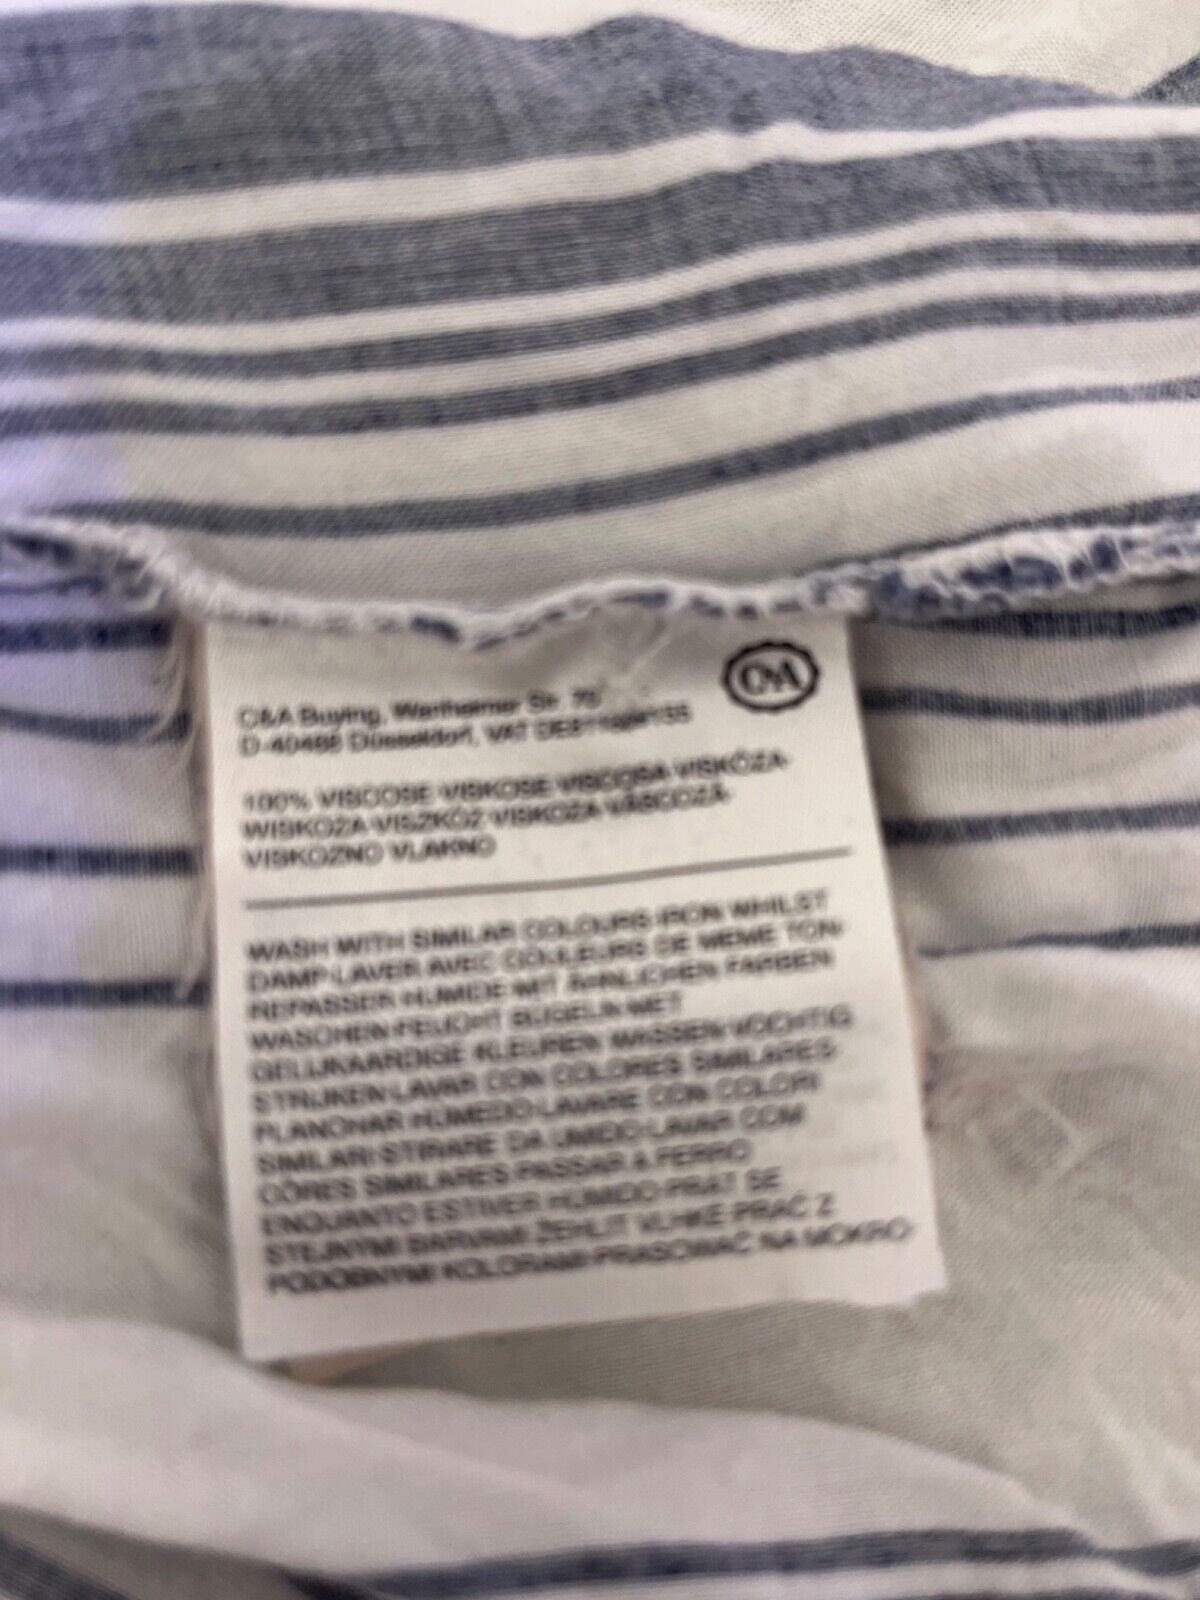 C&A
C&A Buying, Wanheimer Str. 70
D-40468 Düsseldorf, VAT
100% VISCOSE-VISKOSE-VISCOSA-VISKÓZA-
WISKOZA-VISZKÓZ-VISKOZA-VÂSCOZĂ-
VISKOZNO VLAKNO
WASH WITH SIMILAR COLOURS-IRON WHILST
DAMP-LAVER AVEC COULEURS DE MEME TON-
REPASSER HUMIDE-MIT ÄHNLICHEN FARBEN
WASCHEN-FEUCHT BÜGELN-MET
GELIJKAARDIGE KLEUREN WASSEN-VOCHTIG
STRIJKEN-LAVAR CON COLORES SIMILARES-
PLANCHAR HÚMEDO-LAVARE CON COLORI
SIMILARI-STIRARE DA UMIDO-LAVAR COM
CÔRES SIMILARES-PASSAR A FERRO
ENQUANTO ESTIVER HÚMIDO-PRÁT SE
STEJNÝMI BARVAMI-ŽEHLIT VLHKÉ-PRAĆ Z
PODOBNYMI KOLORAMI-PRASOWAĆ NA MOKRO-